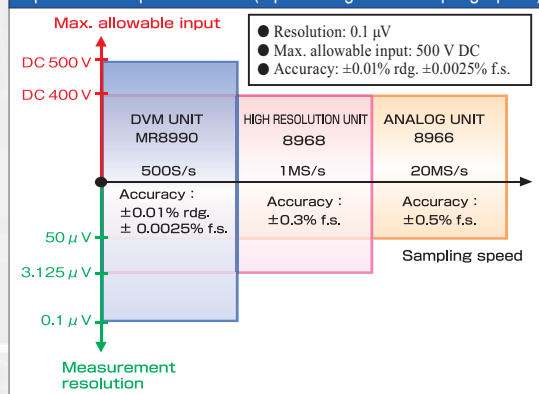 Max. allowable input
● Resolution: 0.1 μV
● Max. allowable input: 500 V DC
● Accuracy: ±0.01% rdg. ±0.0025% f.s.
DC 500 V
DC 400 V
DVM UNIT
MR8990
500S/s
Accuracy :
±0.01% rdg.
± 0.0025% f.s.
HIGH RESOLUTION UNIT
8968
1MS/s
Accuracy :
±0.3% f.s.
ANALOG UNIT
8966
20MS/s
Accuracy :
±0.5% f.s.
50 μ V
Sampling speed
3.125 μ V
0.1 μ V
Measurement
resolution